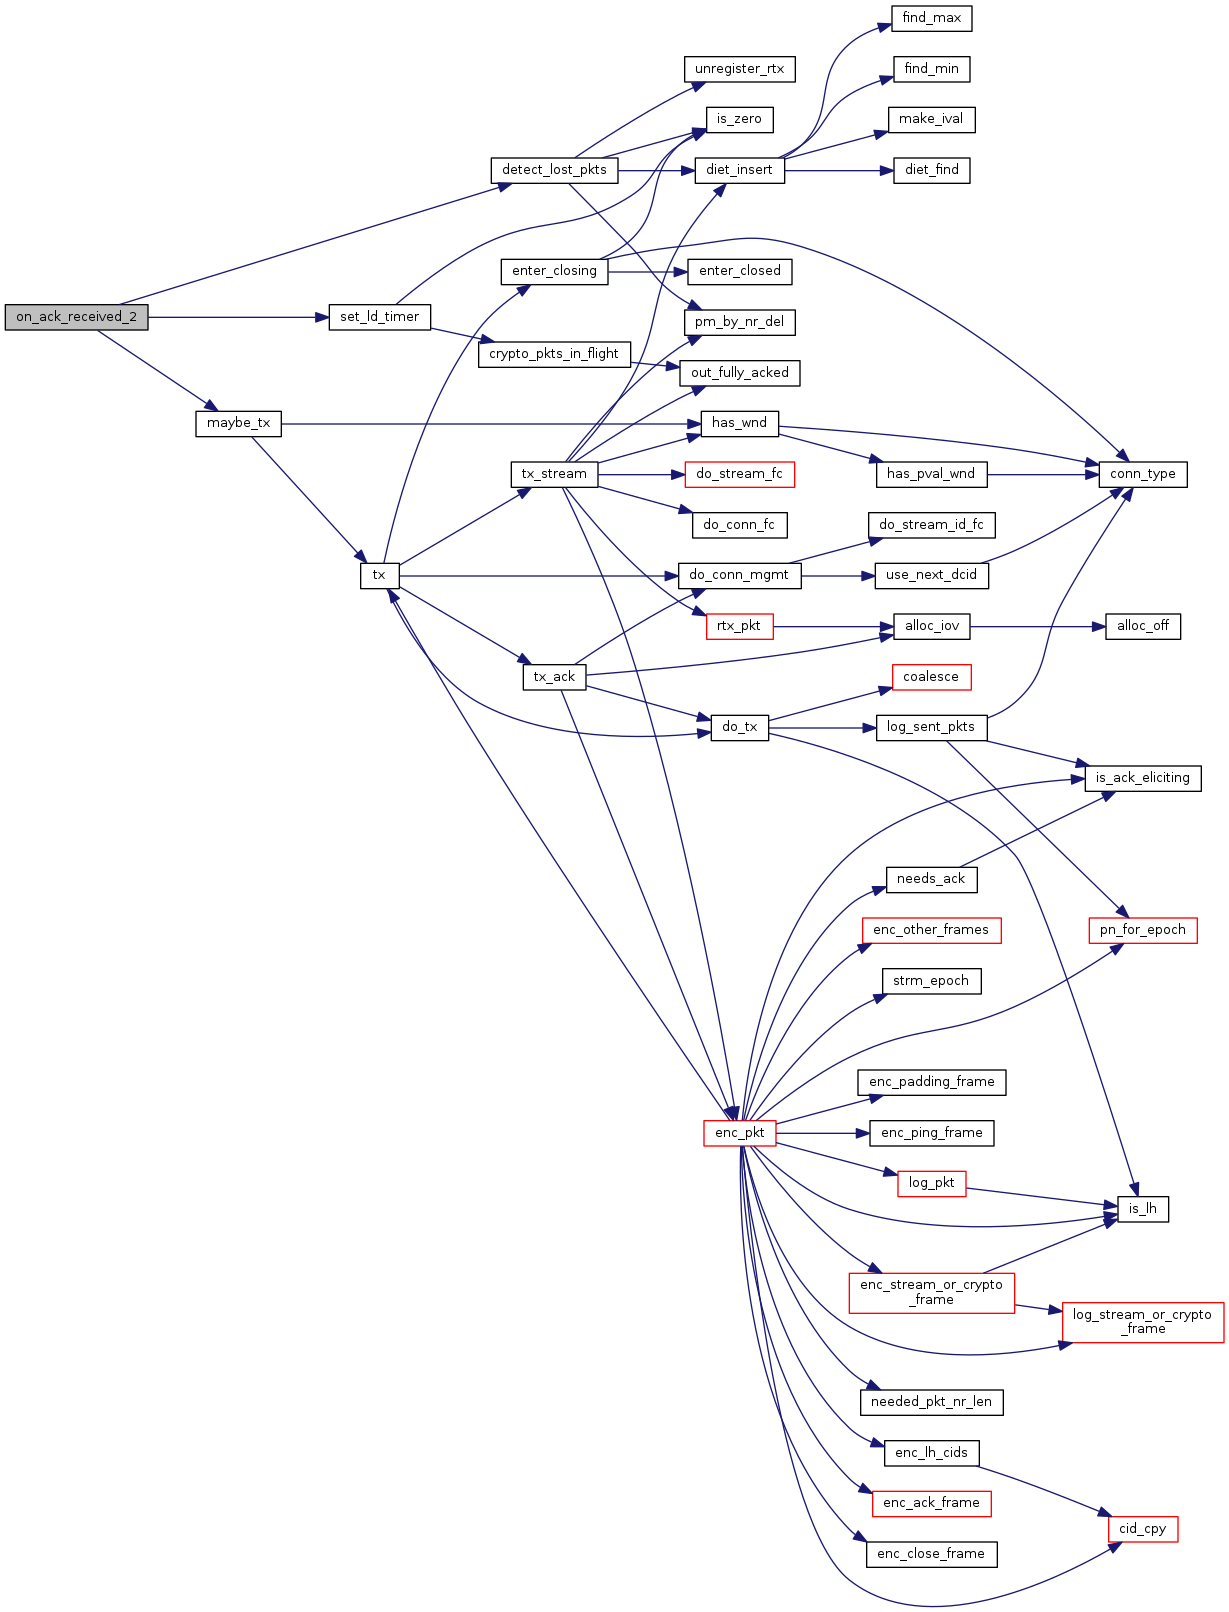 find_max
unregister_rtx
find_min
is_zero
make_ival
detect_lost_pkts
diet_insert
diet_find
enter_closing
enter_closed
on_ack_received_2
set_ld_timer
pm_by_nr_del
crypto_pkts_in_flight
out_fully_acked
maybe_tx
has_wnd
tx_stream
do_stream_fc
has_pval_wnd
conn_type
do_conn_fc
do_stream_id_fc
tx
do_conn_mgmt
use_next_dcid
rtx_pkt
alloc_iov
alloc_off
tx_ack
coalesce
do_tx
log_sent_pkts
is_ack_eliciting
needs_ack
enc_other_frames
pn_for_epoch
strm_epoch
enc_padding_frame
enc_pkt
enc_ping_frame
log_pkt
is_lh
enc_stream_or_crypto
_frame
log_stream_or_crypto
_frame
needed_pkt_nr_len
enc_lh_cids
enc_ack_frame
cid_cpy
enc_close_frame